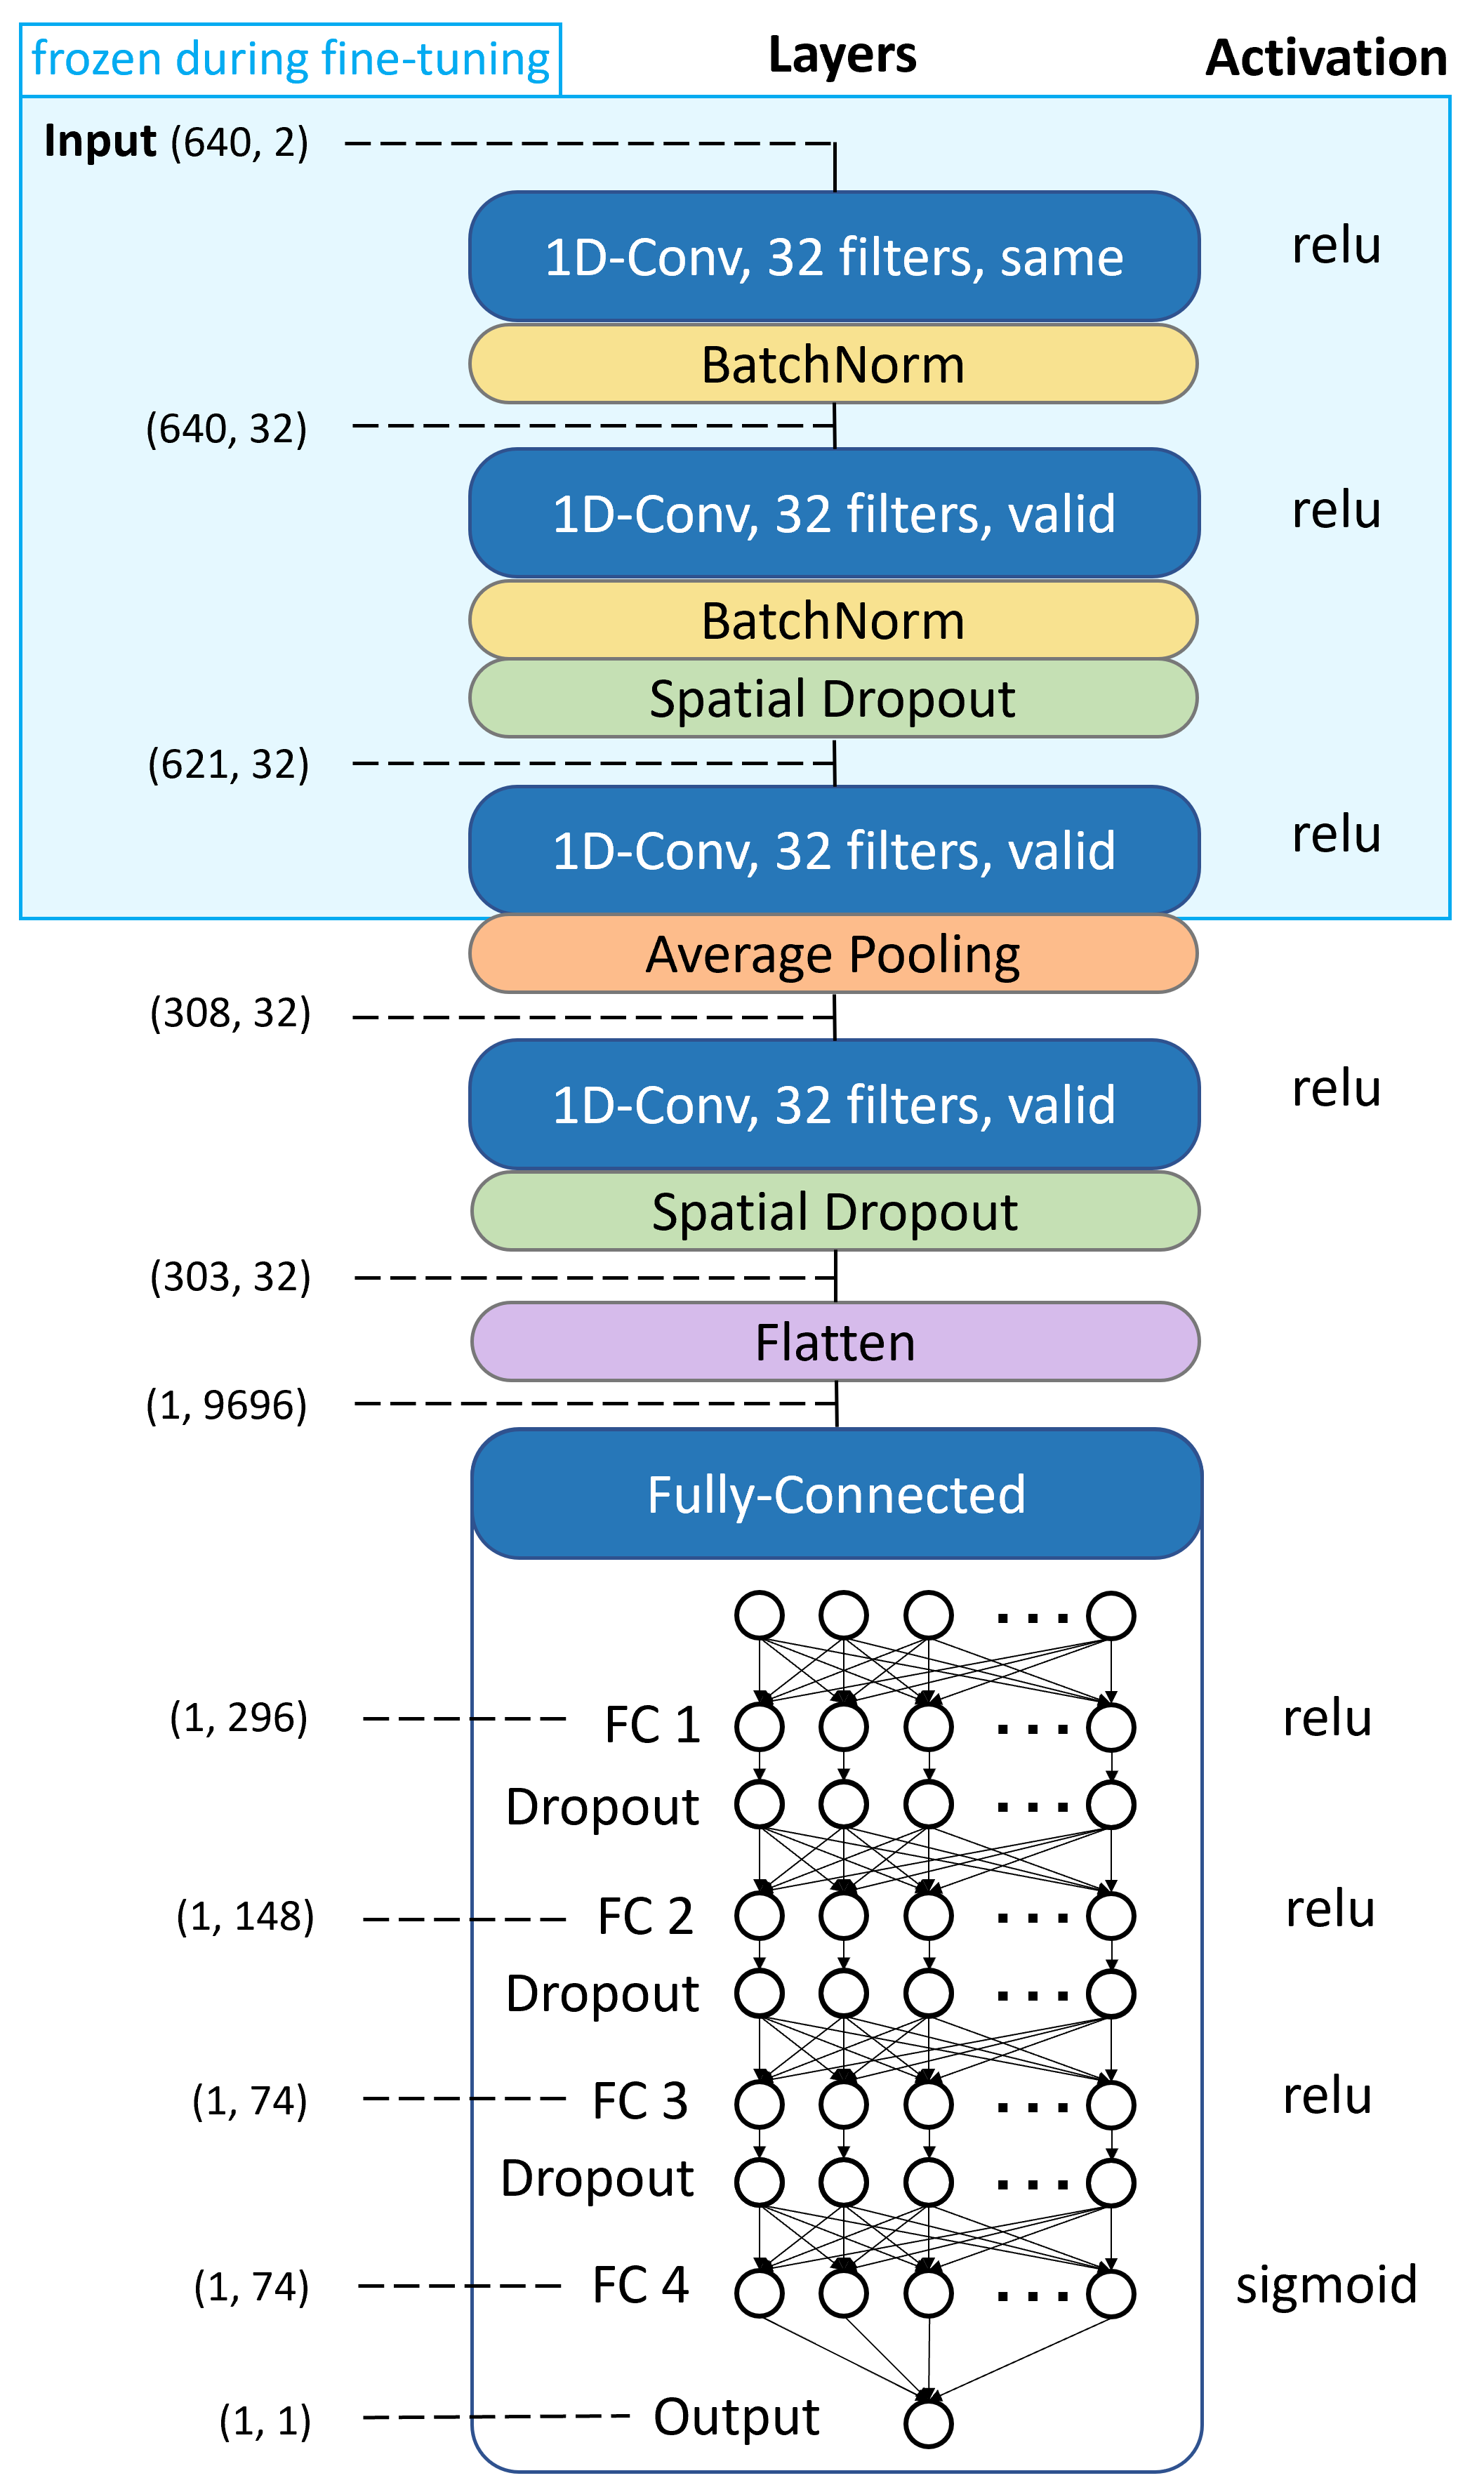 frozen during fine-tuning Layers Activation
Input (640, 2)
1D-Conv, 32 filters, same relu
BatchNorm
(640, 32)
1D-Conv, 32 filters, valid relu
BatchNorm
Spatial Dropout
(621, 32)
1D-Conv, 32 filters, valid relu
Average Pooling
(308, 32)
1D-Conv, 32 filters, valid relu
Spatial Dropout
(303, 32)
Flatten
(1, 9696)
Fully-Connected
(1, 296) FC 1 relu
Dropout
(1, 148) FC 2 relu
Dropout
(1, 74) FC 3 relu
Dropout
(1, 74) FC 4 sigmoid
(1, 1) Output